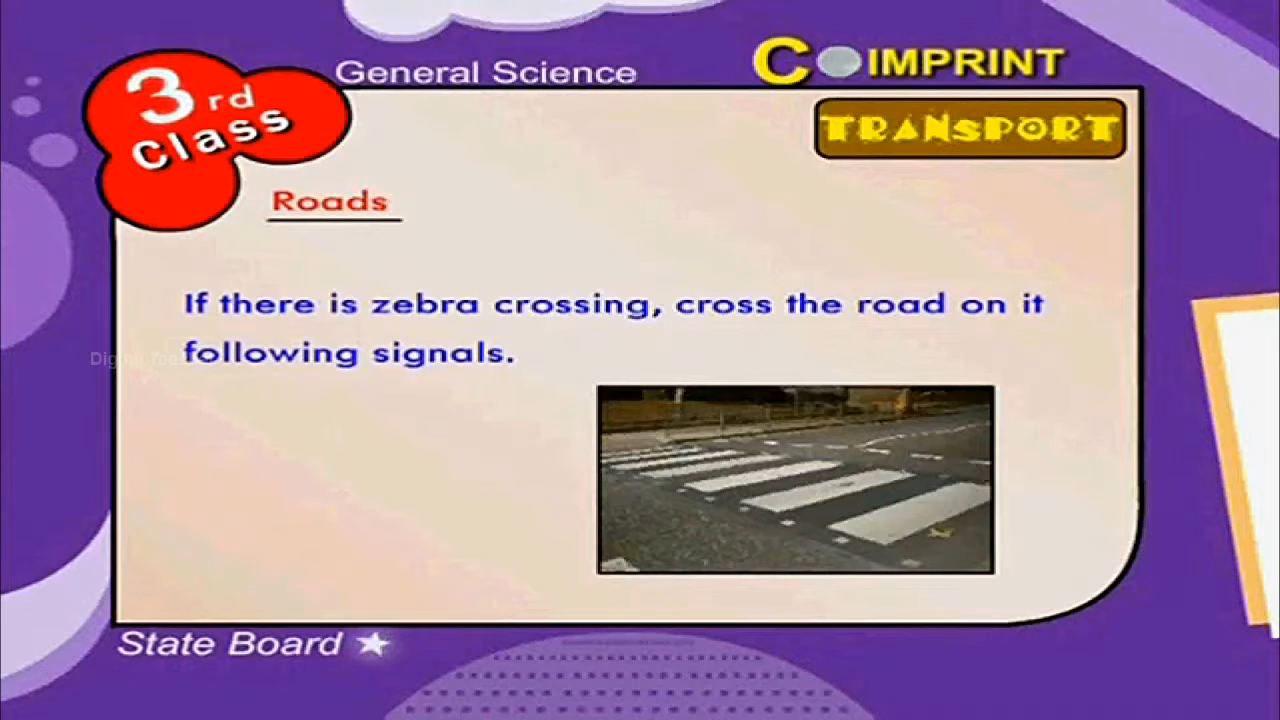 General Science
C IMPRINT
3rd
Class
TRANSPORT
Roads
If there is zebra crossing, cross the road on it
following signals.
State Board